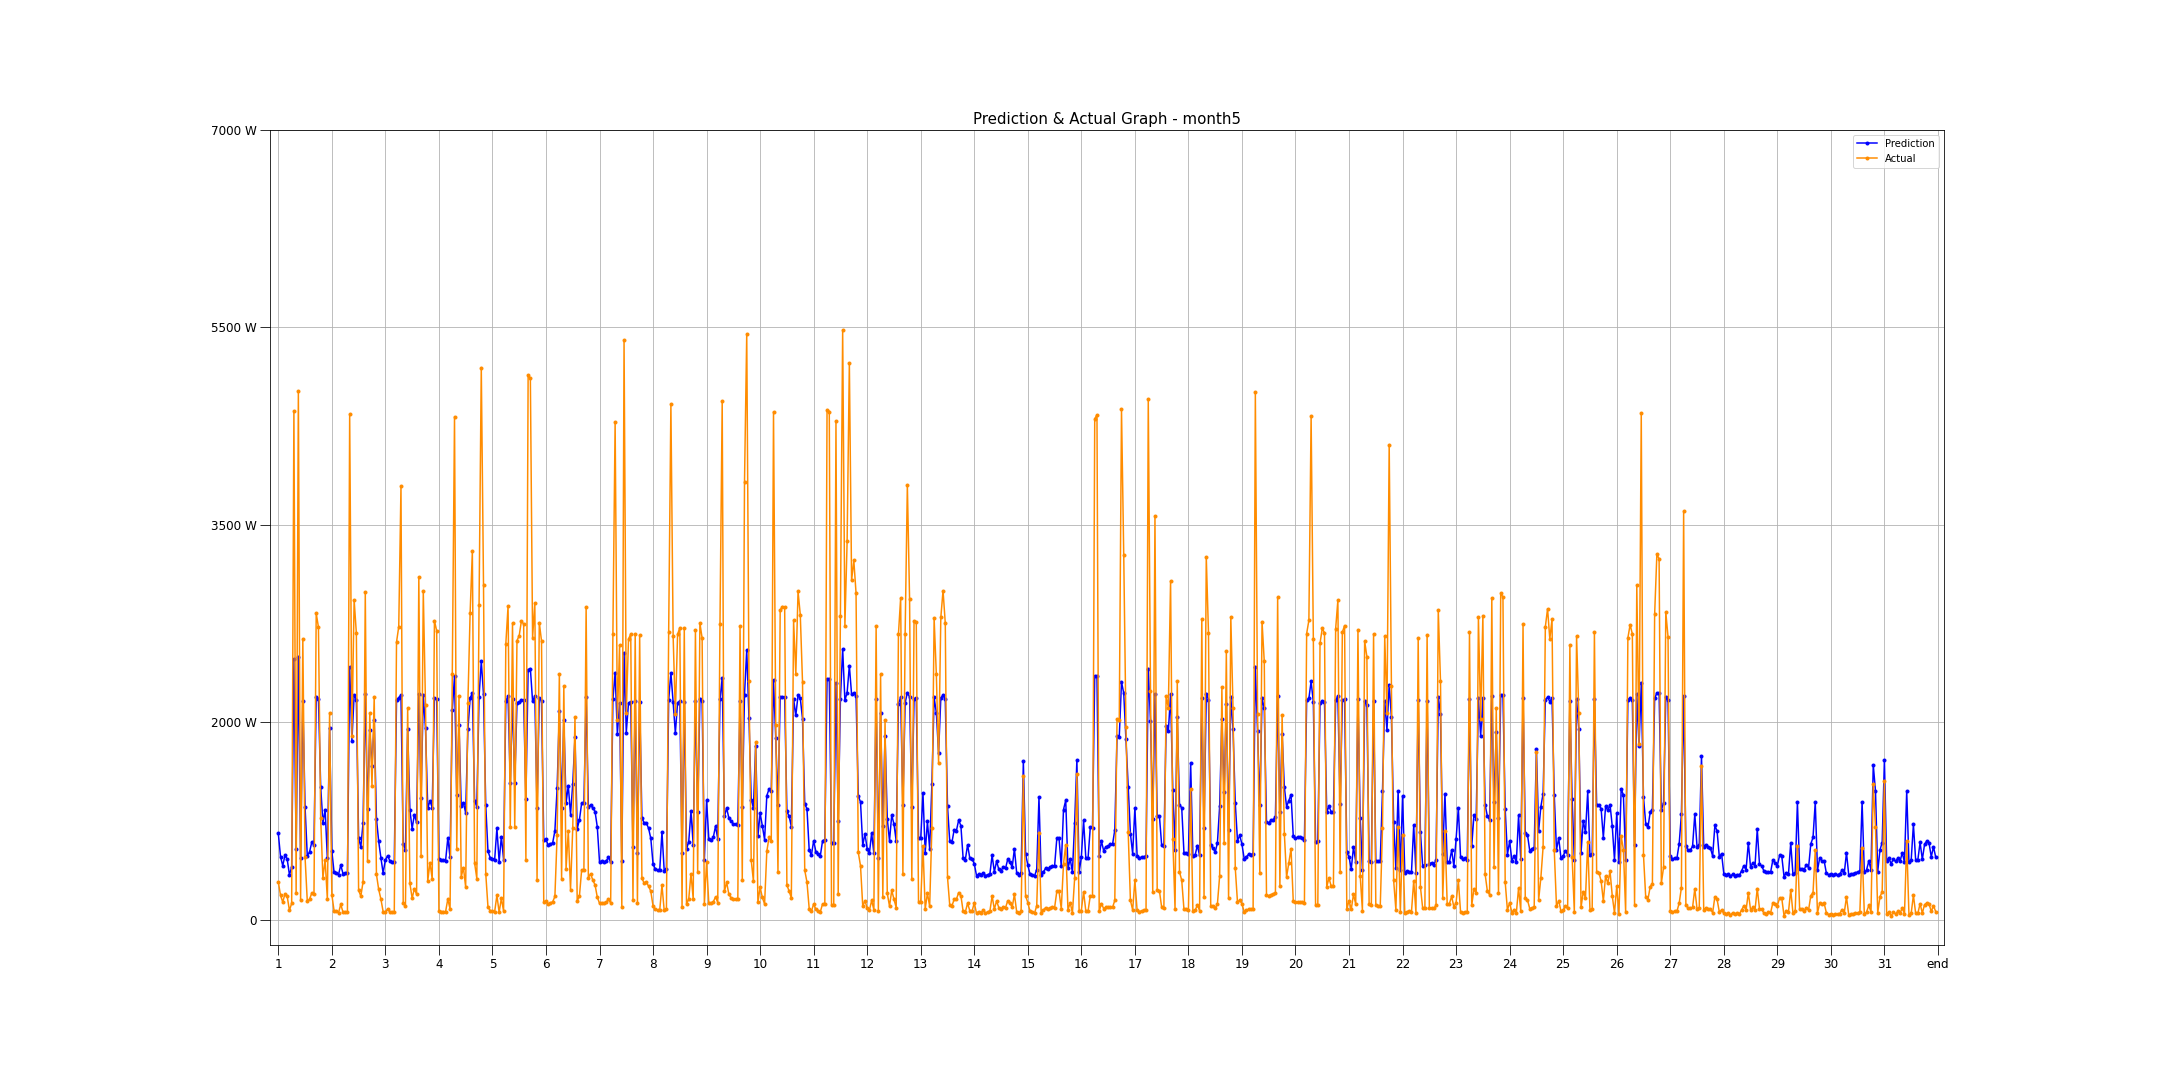 Prediction & Actual Graph - month5
7000 W
5500 W
3500 W
2000 W
0
Prediction
Actual
1 2 3 4 5 6 7 8 9 10 11 12 13 14 15 16 17 18 19 20 21 22 23 24 25 26 27 28 29 30 31 end